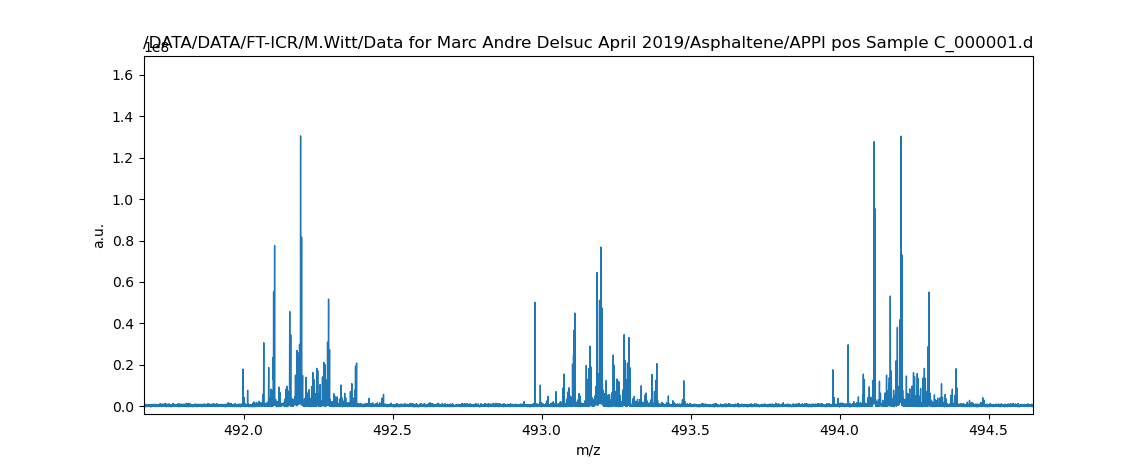 /DATA/DATA/FT-ICR/M.Witt/Data for Marc Andre Delsuc April 2019/Asphaltene/APPI pos Sample C_000001.d
1e8
1.6
1.4
1.2
1.0
0.8
0.6
0.4
0.2
0.0
a.u.
492.0 492.5 493.0 493.5 494.0 494.5
m/z